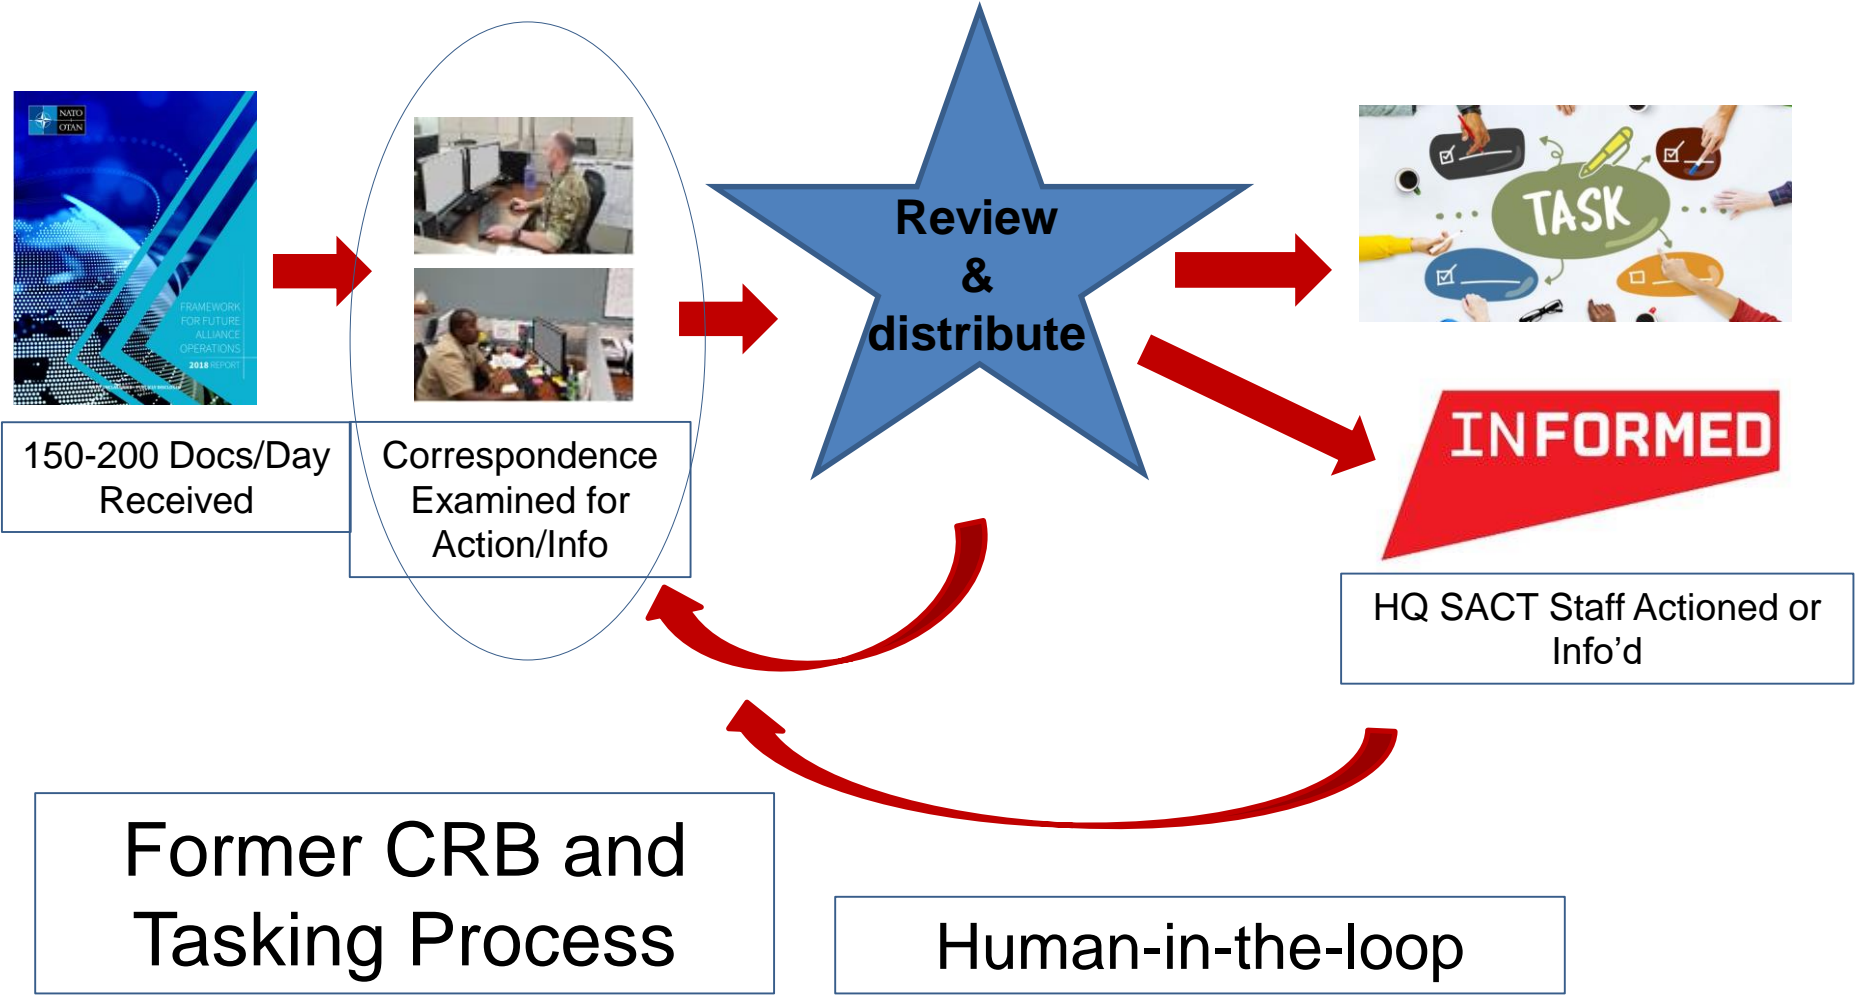 NATO
OTAN
FRAMEWORK
FOR FUTURE
ALLIANCE
OPERATIONS
2018 REPORT
150-200 Docs/Day
Received
Correspondence
Examined for
Action/Info
Review
&
distribute
TASK
INFORMED
HQ SACT Staff Actioned or
Info’d
Former CRB and
Tasking Process
Human-in-the-loop